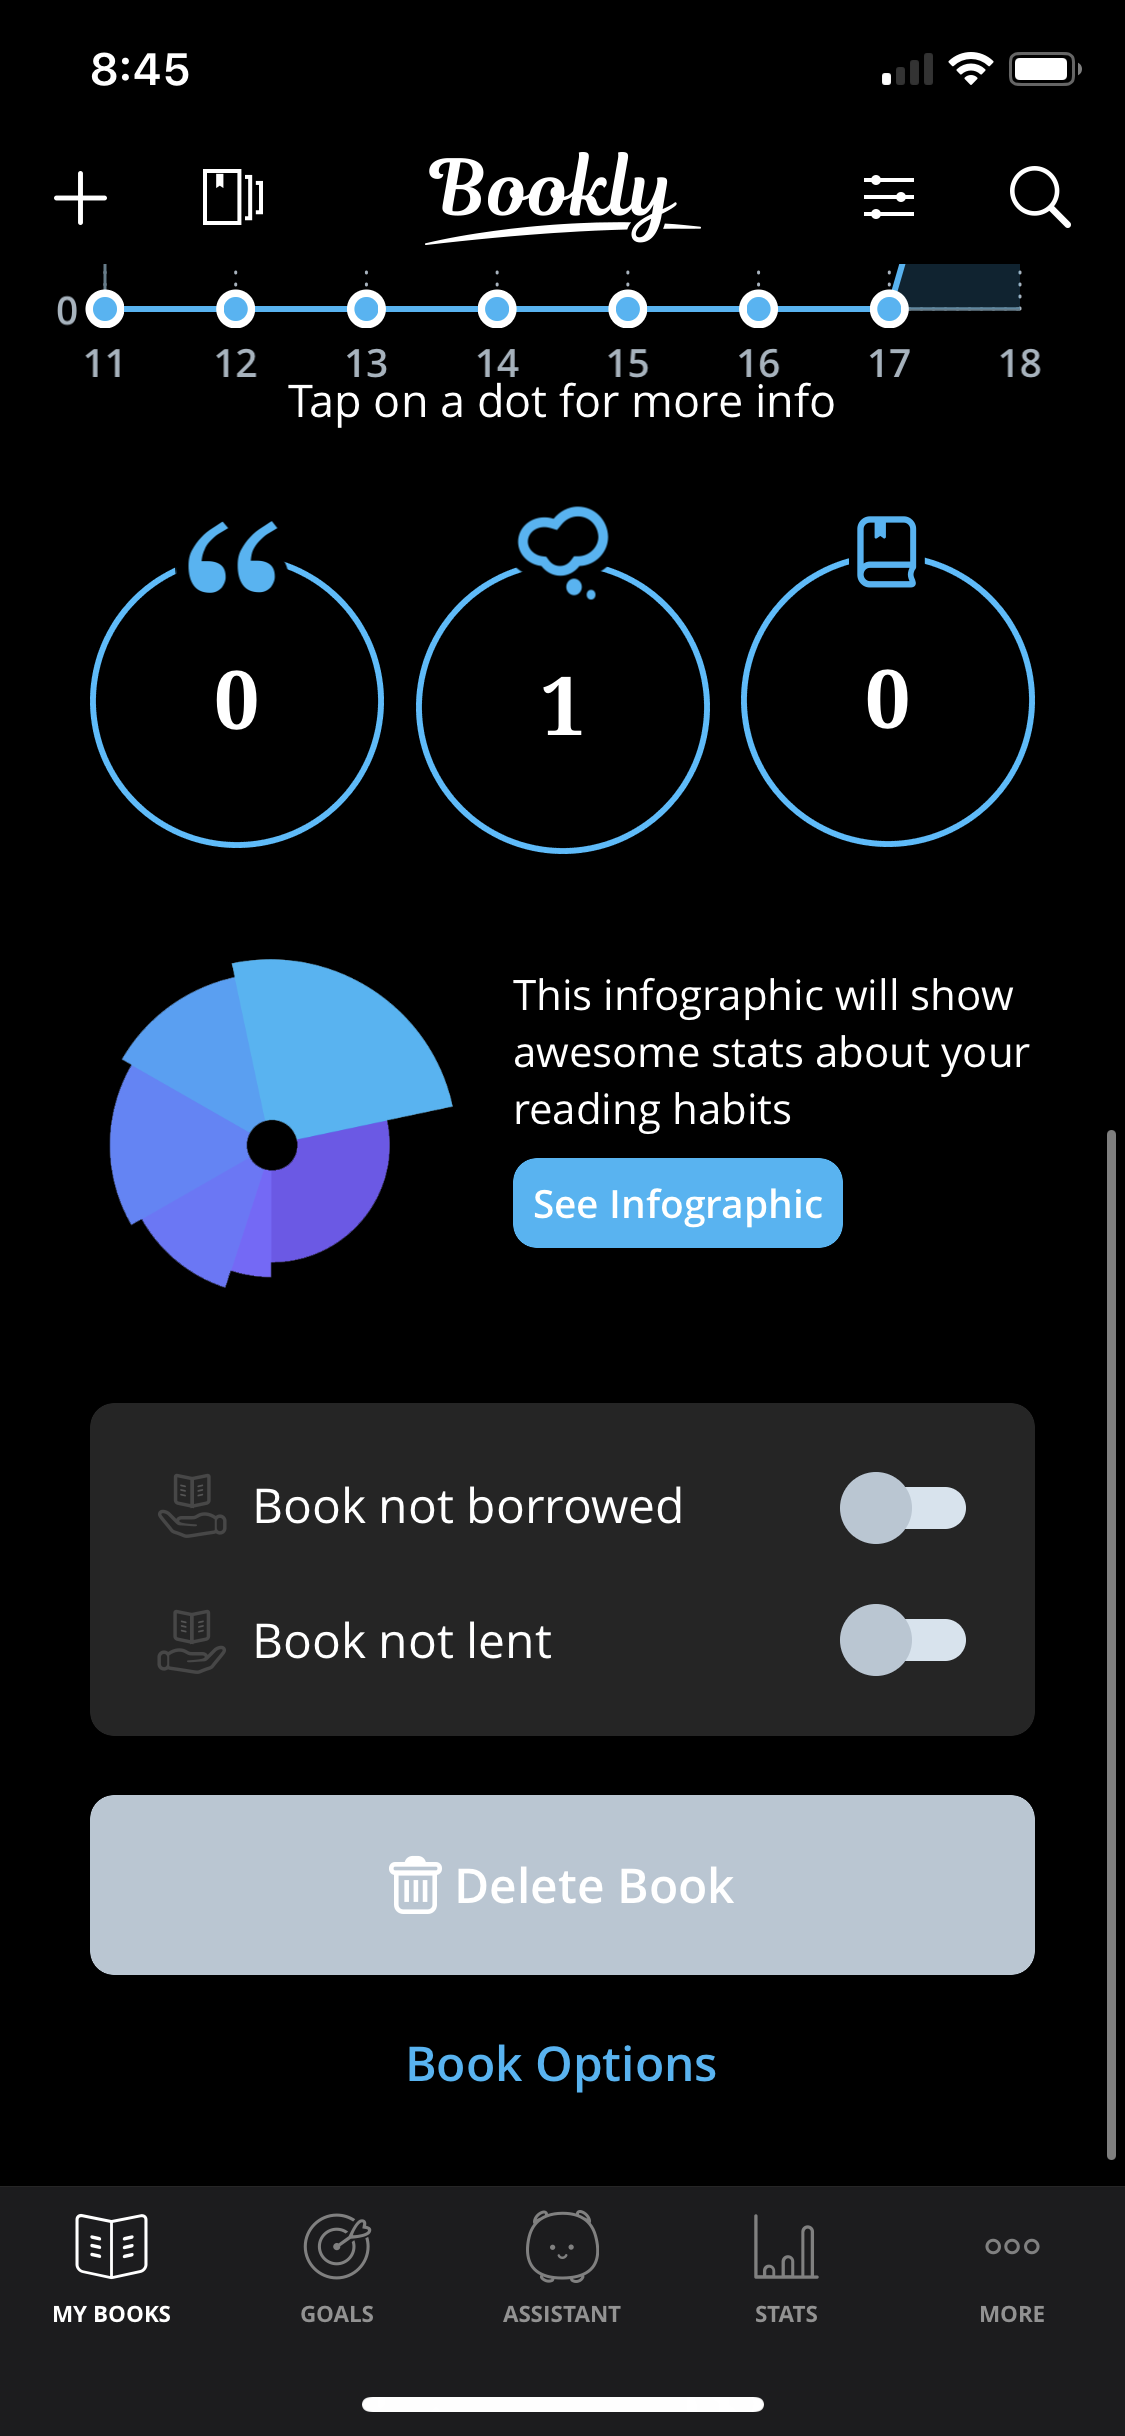 8:45
Bookly
0
11 12 13 14 15 16 17 18
Tap on a dot for more info
0 1 0
This infographic will show
awesome stats about your
reading habits
See Infographic
Book not borrowed
Book not lent
Delete Book
Book Options
MY BOOKS GOALS ASSISTANT STATS MORE